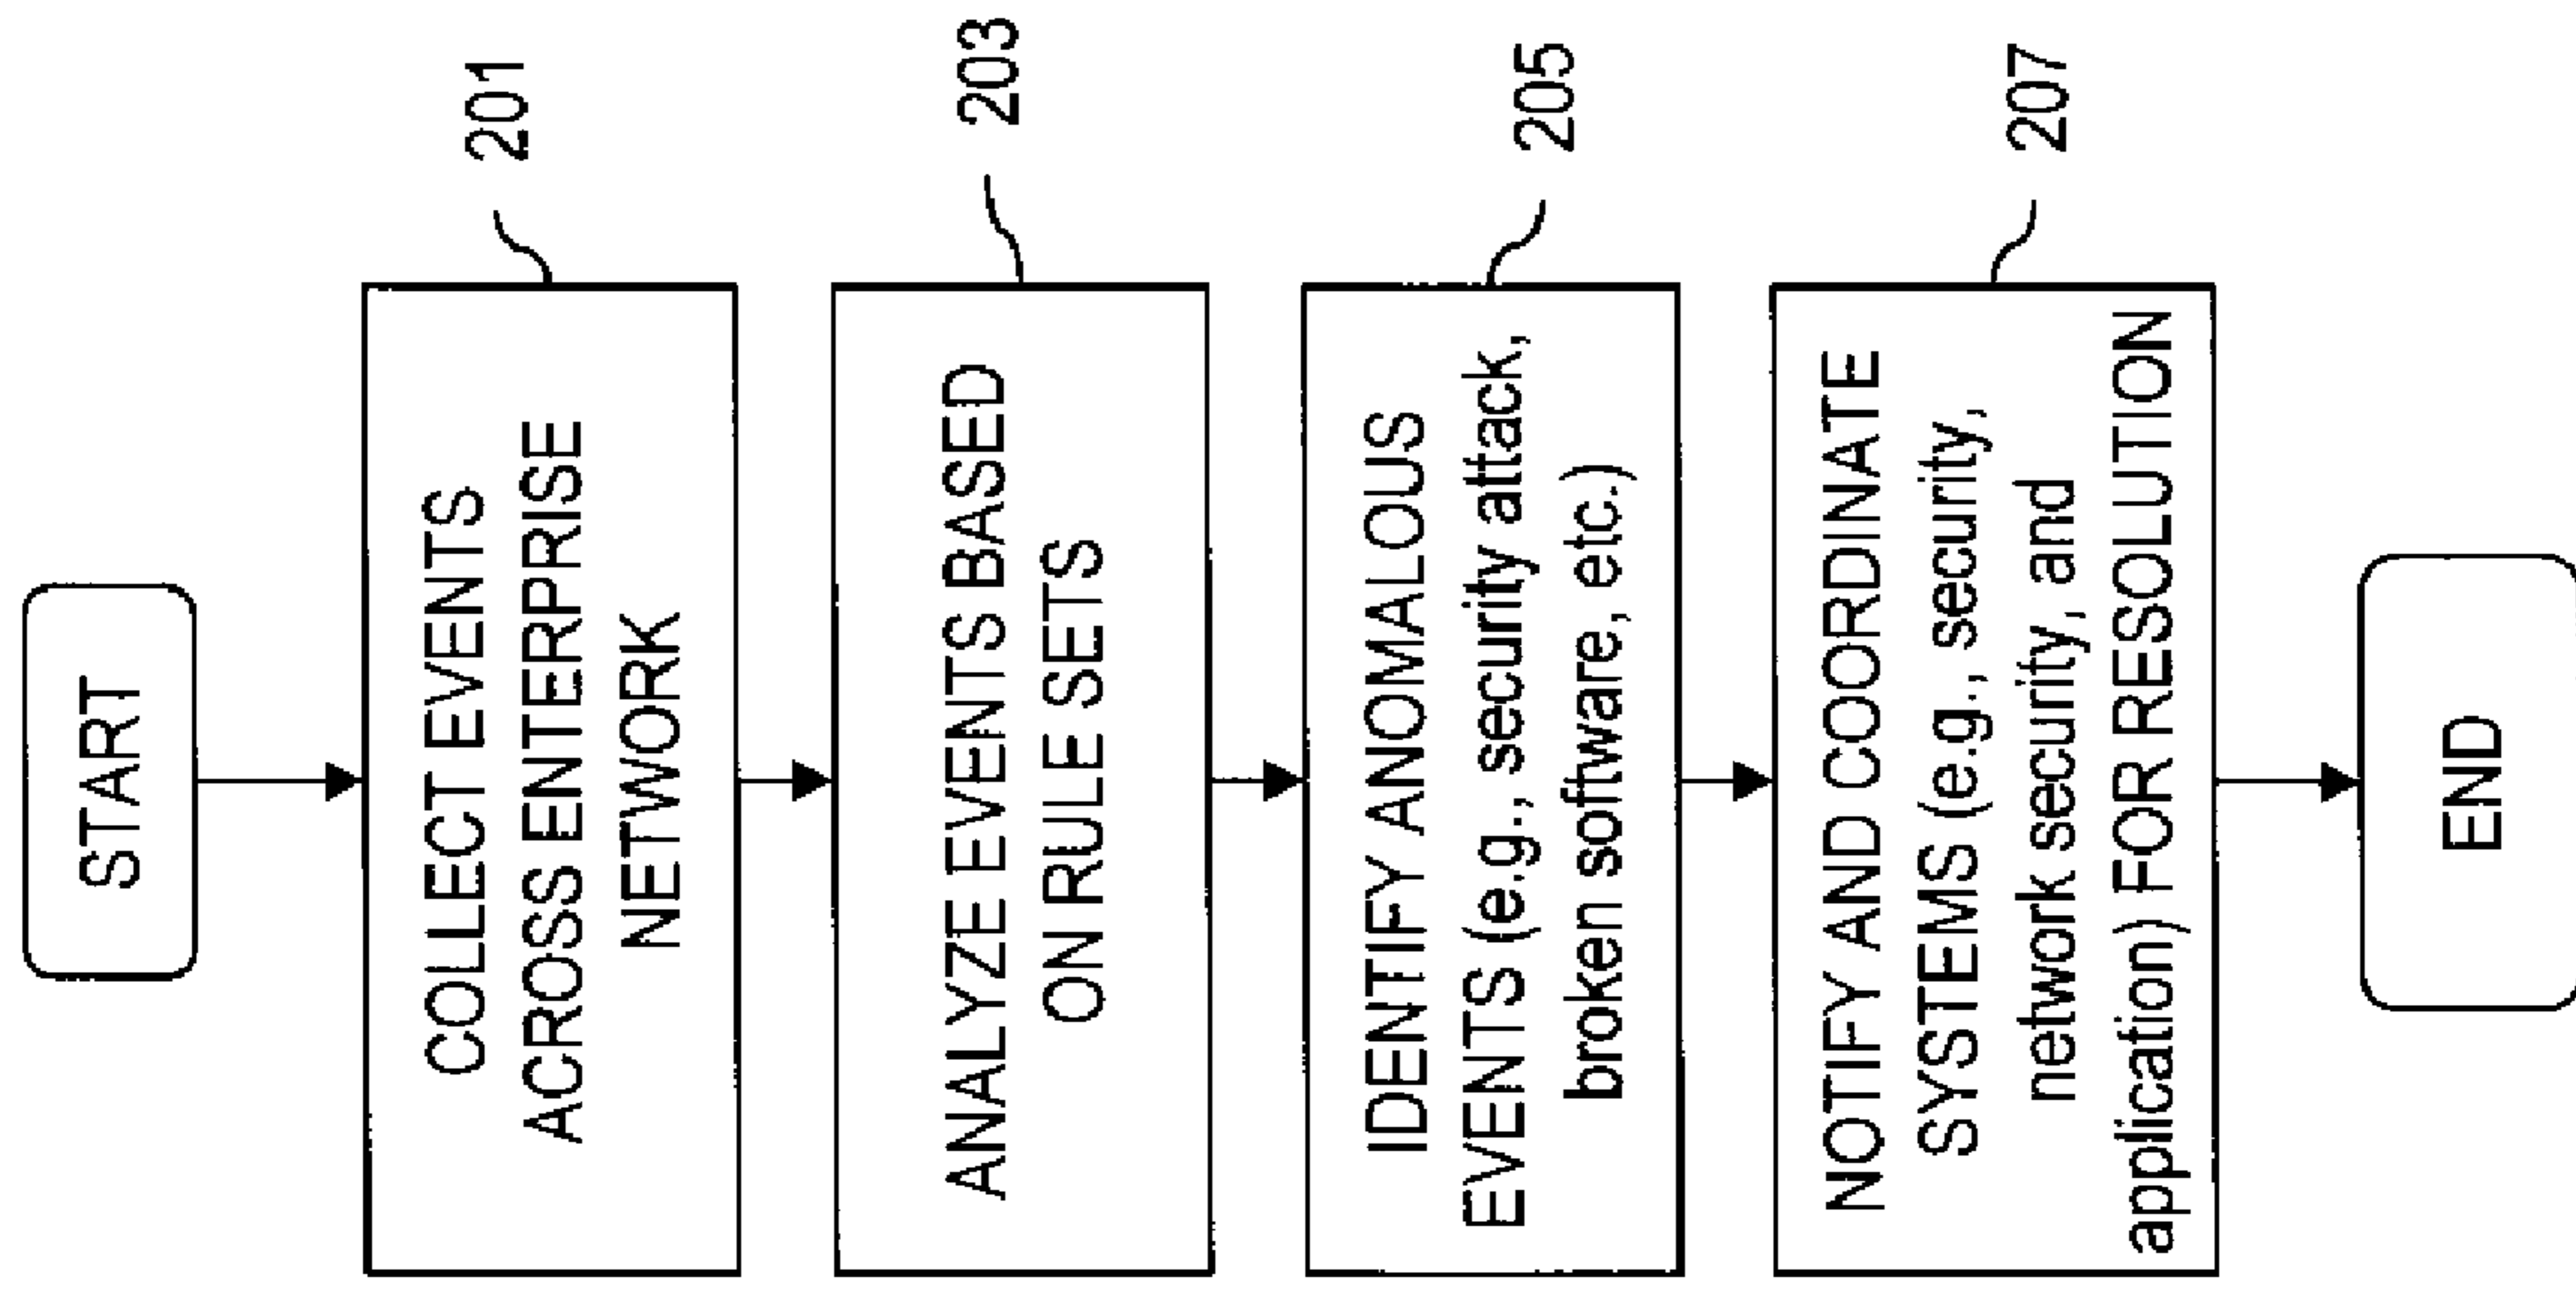 START
COLLECT EVENTS
ACROSS ENTERPRISE
NETWORK
201
ANALYZE EVENTS BASED
ON RULE SETS
203
IDENTIFY ANOMALOUS
EVENTS (e.g., security attack,
broken software, etc.)
205
NOTIFY AND COORDINATE
SYSTEMS (e.g., security,
network security, and
application) FOR RESOLUTION
207
END